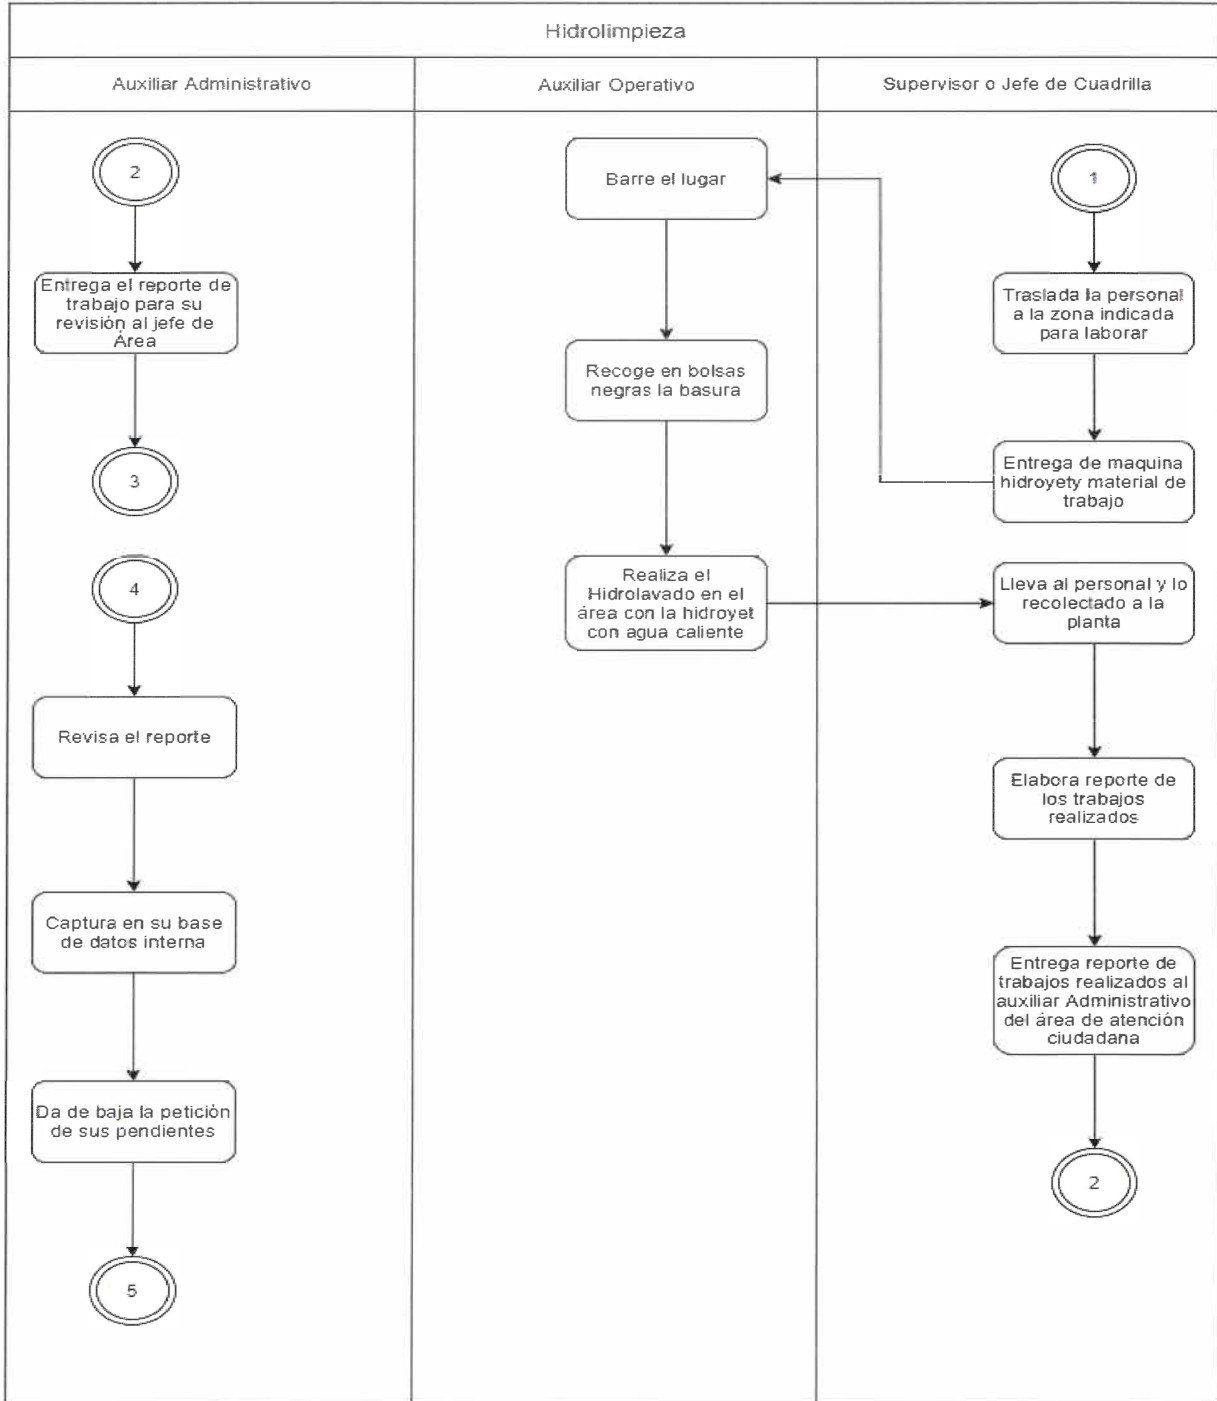 Hidrolimpieza
Auxiliar Administrativo
Auxiliar Operativo
Supervisor o Jefe de Cuadrilla
2
Entrega el reporte de
trabajo para su
revisión al jefe de
Área
3
4
Revisa el reporte
Captura en su base
de datos interna
Da de baja la petición
de sus pendientes
5
Barre el lugar
Recoge en bolsas
negras la basura
Realiza el
Hidrolavado en el
área con la hidroyet
con agua caliente
1
Traslada la personal
a la zona indicada
para laborar
Entrega de maquina
hidroyety material de
trabajo
Lleva al personal y lo
recolectado a la
planta
Elabora reporte de
los trabajos
realizados
Entrega reporte de
trabajos realizados al
auxiliar Administrativo
del área de atención
ciudadana
2